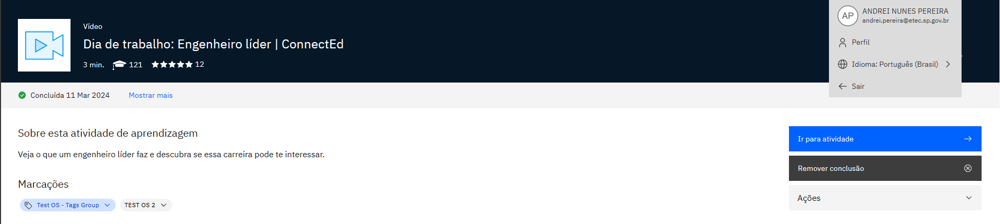 Vídeo
Dia de trabalho: Engenheiro líder | ConnectEd
3 min. 121 12
AP
ANDREI NUNES PEREIRA
andrei.pereira@etec.sp.gov.br
Perfil
Idioma: Português (Brasil)
Sair
Concluída 11 Mar 2024 Mostrar mais
Sobre esta atividade de aprendizagem
Veja o que um engenheiro líder faz e descubra se essa carreira pode te interessar.
Marcações
Test OS - Tags Group TEST OS 2
Ir para atividade
Remover conclusão
Ações